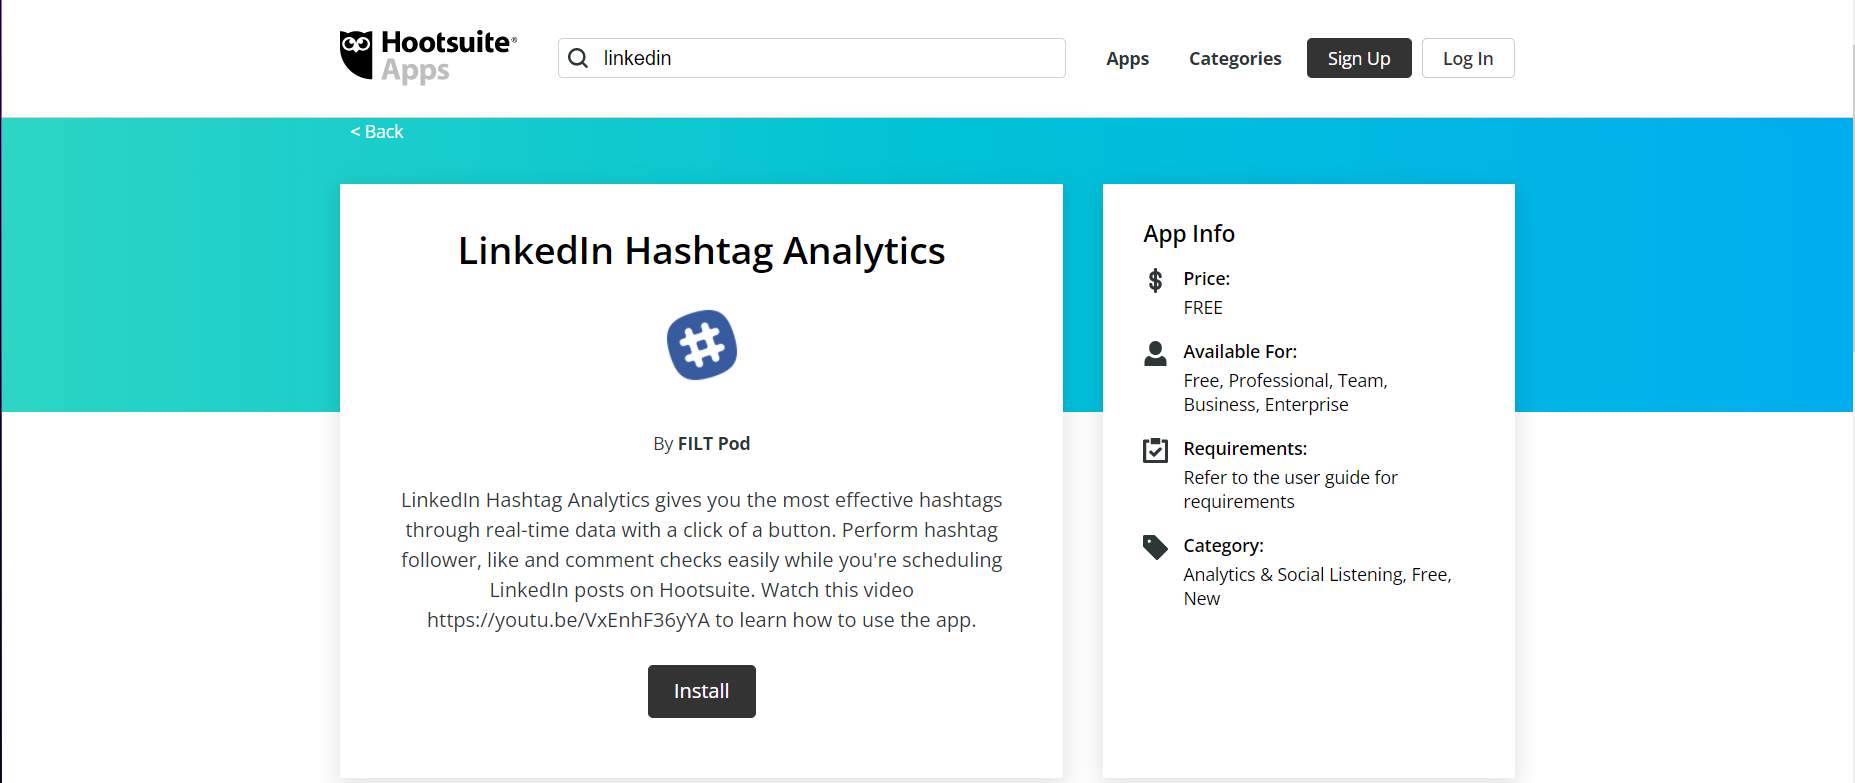 Hootsuite®
Apps
linkedin
Apps
Categories
Sign Up
Log In
< Back
LinkedIn Hashtag Analytics
#
By FILT Pod
LinkedIn Hashtag Analytics gives you the most effective hashtags
through real-time data with a click of a button. Perform hashtag
follower, like and comment checks easily while you're scheduling
LinkedIn posts on Hootsuite. Watch this video
https://youtu.be/VxEnhF36yYA to learn how to use the app.
Install
App Info
$ Price:
FREE
Available For:
Free, Professional, Team,
Business, Enterprise
Requirements:
Refer to the user guide for
requirements
Category:
Analytics & Social Listening, Free,
New